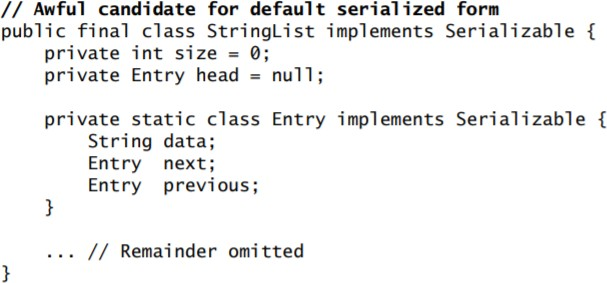 // Awful candidate for default serialized form
public final class StringList implements Serializable {
    private int size = 0;
    private Entry head = null;

    private static class Entry implements Serializable {
        String data;
        Entry  next;
        Entry  previous;
    }

    ... // Remainder omitted
}